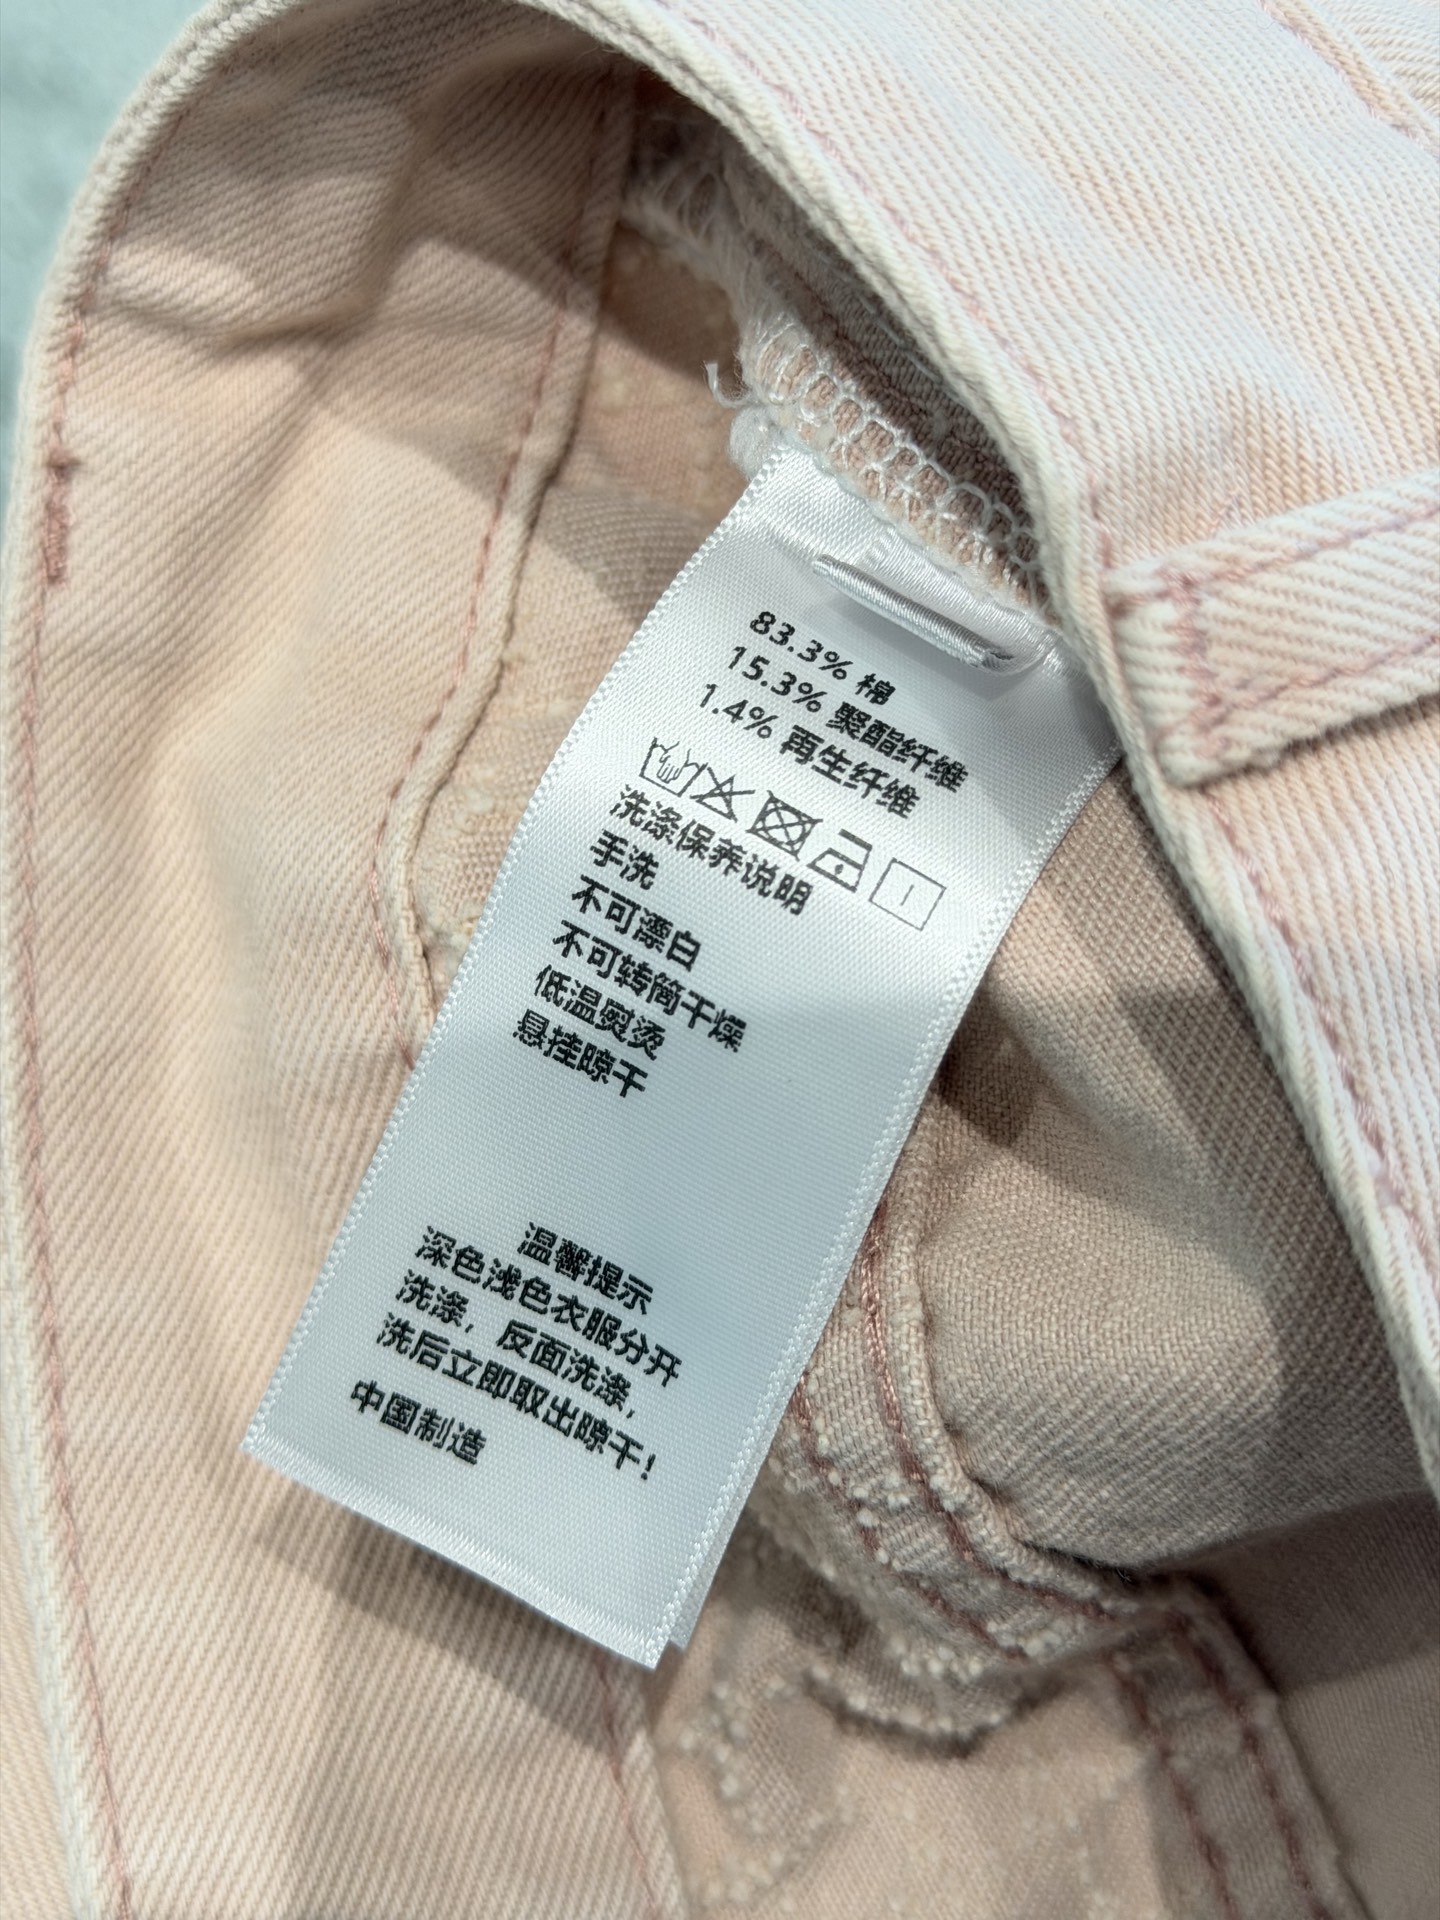 83.3% 棉
15.3% 聚酯纤维
1.4% 再生纤维
洗涤保养说明
手洗
不可漂白
不可转筒干燥
低温熨烫
悬挂晾干
温馨提示
深色浅色衣服分开
洗涤，反面洗涤，
洗后立即取出晾干！
中国制造